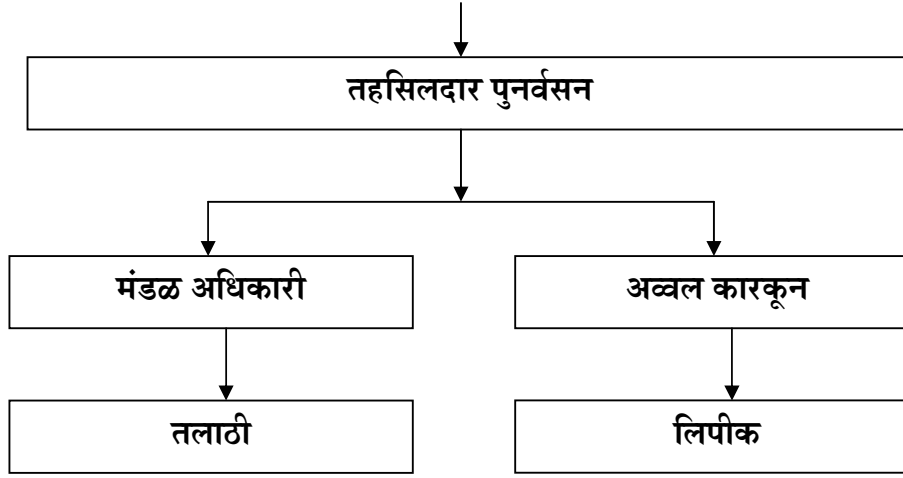 तहसिलदार पुनर्वसन
मंडळ अधिकारी
अव्वल कारकून
तलाठी
लिपीक